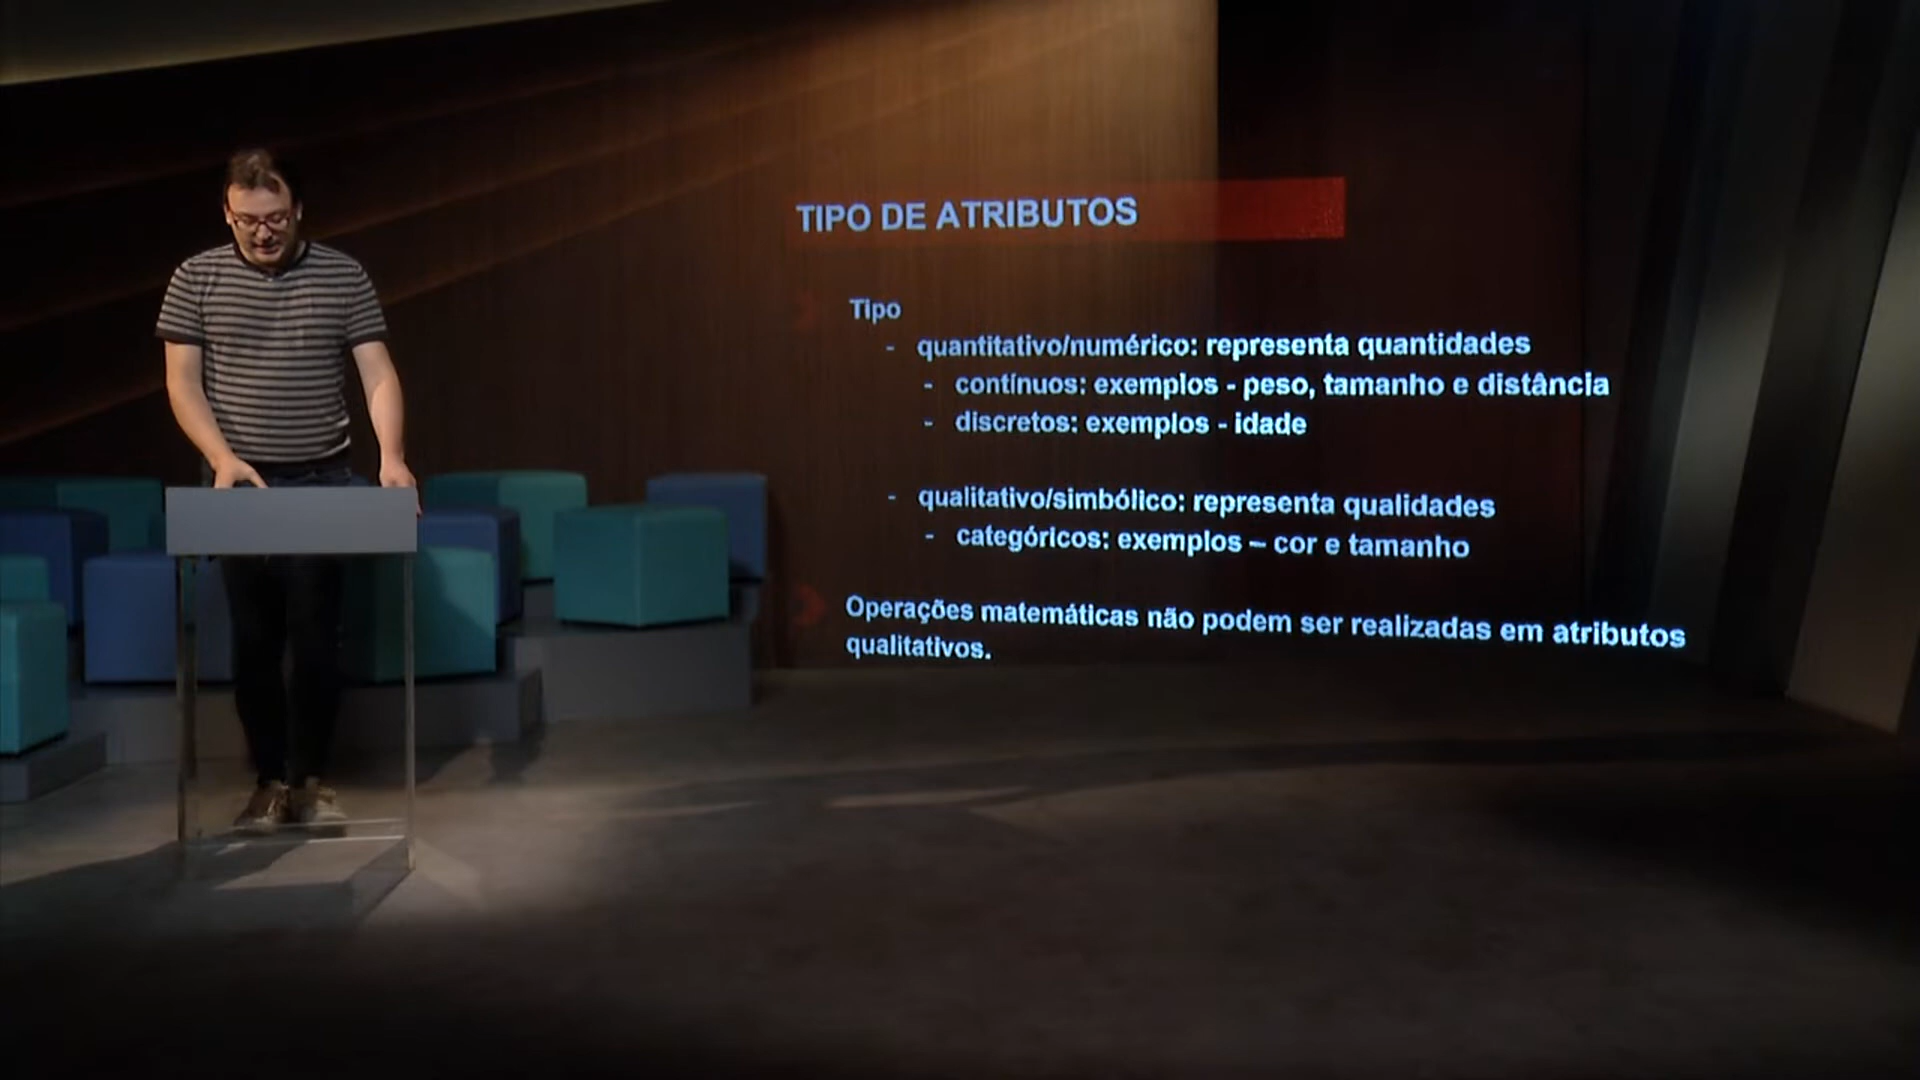 TIPO DE ATRIBUTOS
Tipo
- quantitativo/numérico: representa quantidades
- contínuos: exemplos - peso, tamanho e distância
- discretos: exemplos - idade
- qualitativo/simbólico: representa qualidades
- categóricos: exemplos – cor e tamanho
Operações matemáticas não podem ser realizadas em atributos
qualitativos.